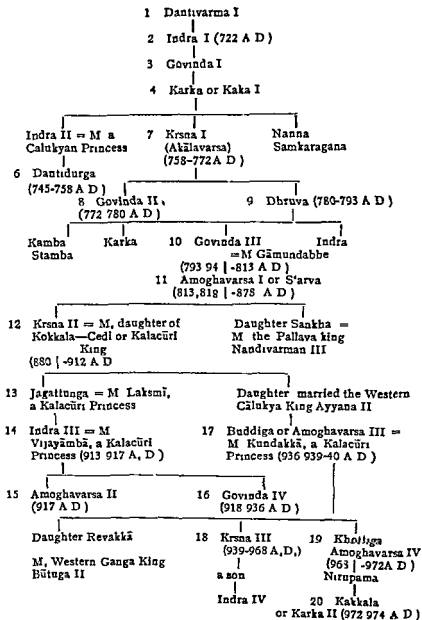 1 Dantivarma I
2 Indra I (722 A D)
3 Govinda I
4 Karka or Kaka I
Indra II = M a 7 Krsna I Nanna
Calukyan Princess (Akālavarsa) Samkaragana
6 Dantidurga (758-772A D)
(745-758 A D)
8 Govinda II, 9 Dhruva (780-793 A D)
(772 780 A D)
Kamba Karka 10 Govinda III Indra
Stamba =M Gāmundabbe
(793 94 | -813 A D)
11 Amoghavarsa I or S'arva
(813,818 | -878 A D)
12 Krsna II = M, daughter of Daughter Sankha =
Kokkala—Cedi or Kalacūri M the Pallava king
King Nandivarman III
(880 | -912 A D
13 Jagattunga = M Laksmī, Daughter married the Western
a Kalacūri Princess Cālukya King Ayyana II
14 Indra III = M 17 Buddiga or Amoghavarsa III =
Vijayāmbā, a Kalacūri M Kundakkā, a Kalacūri
Princess (913 917 A, D) Princess (936 939-40 A D)
15 Amoghavarsa II 16 Govinda IV
(917 A D) (918 936 A D)
Daughter Revakkā 18 Krsna III 19 Khottiga
(939-968 A,D,) Amoghavarsa IV
M, Western Ganga King (968 | -972A D)
Būtuga II a son Nirupama
Indra IV 20 Kakkala
or Karka II (972 974 A D)